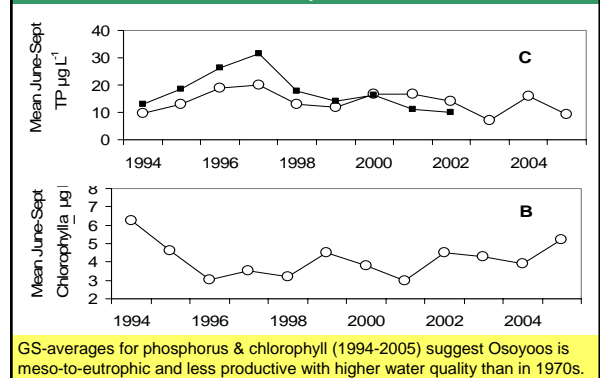 Mean June-Sept
TP µg L-1
40
30
20
10
0
C
1994 1996 1998 2000 2002 2004
Mean June-Sept
Chlorophyll a µg l
8
7
6
5
4
3
2
B
1994 1996 1998 2000 2002 2004
GS-averages for phosphorus & chlorophyll (1994-2005) suggest Osoyoos is
meso-to-eutrophic and less productive with higher water quality than in 1970s.